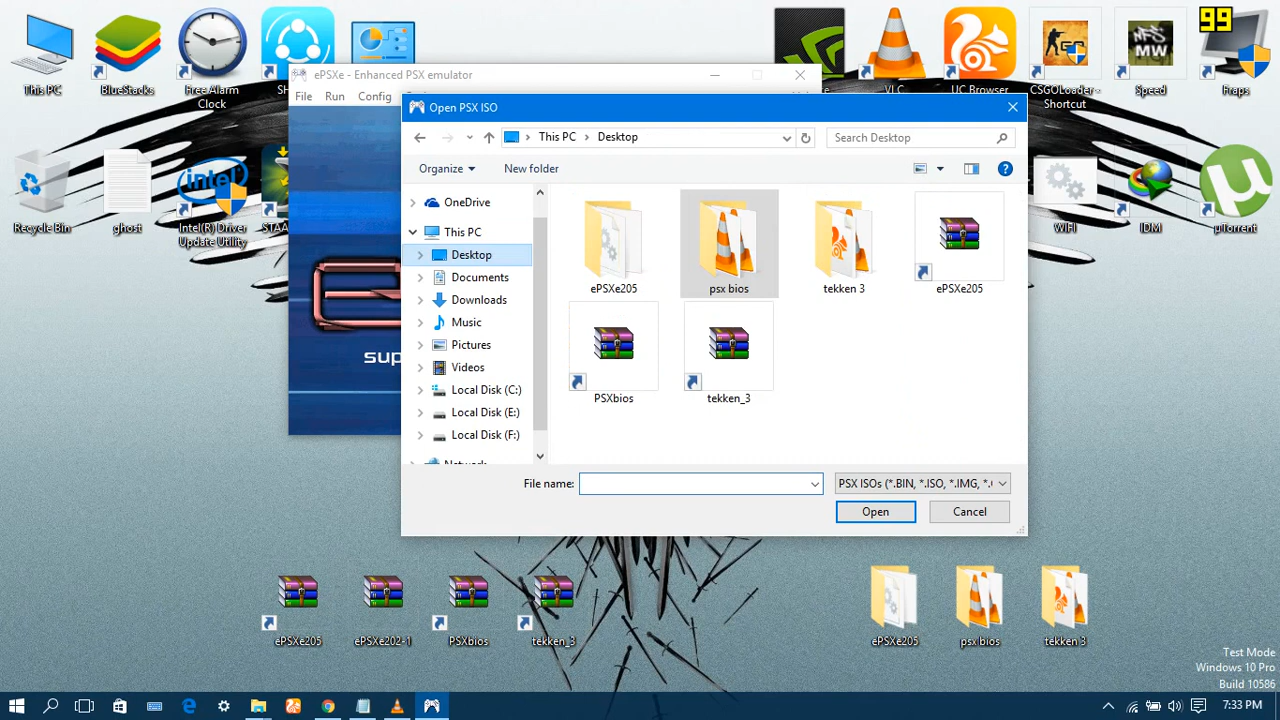 This PC
BlueStacks
Free Alarm
Clock
VLC
UC Browser
CSGOLoader -
Shortcut
Speed
99
Fraps
ePSXe - Enhanced PSX emulator
File Run Config
Open PSX ISO
This PC > Desktop
Search Desktop
Organize
New folder
OneDrive
This PC
Desktop
Documents
Downloads
Music
Pictures
Videos
Local Disk (C:)
Local Disk (E:)
Local Disk (F:)
ePSXe205
psx bios
tekken 3
ePSXe205
PSXbios
tekken_3
File name:
PSX ISOs (*.BIN, *.ISO, *.IMG, *.
Open
Cancel
Recycle Bin
ghost
intel
Intel(R) Driver
Update Utility
WIFI
IDM
µTorrent
ePSXe205
ePSXe202-1
PSXbios
tekken_3
ePSXe205
psx bios
tekken 3
Test Mode
Windows 10 Pro
Build 10586
7:33 PM